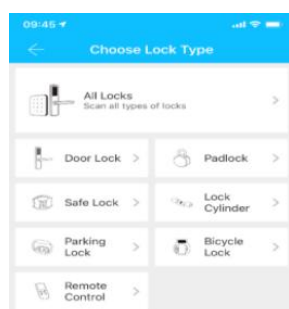 09:45
Choose Lock Type
All Locks
Scan all types of locks
Door Lock
Padlock
Safe Lock
Lock
Cylinder
Parking
Lock
Bicycle
Lock
Remote
Control